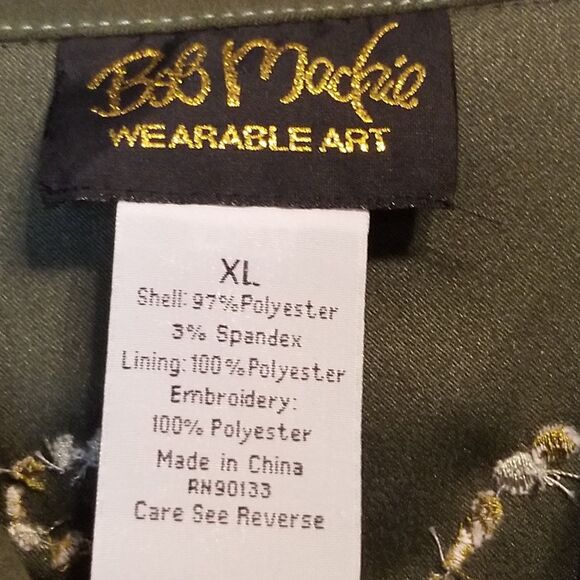 Bob Mackie
WEARABLE ART
XL
Shell: 97%Polyester
3% Spandex
Lining: 100%Polyester
Embroidery:
100% Polyester
Made in China
RN90133
Care See Reverse